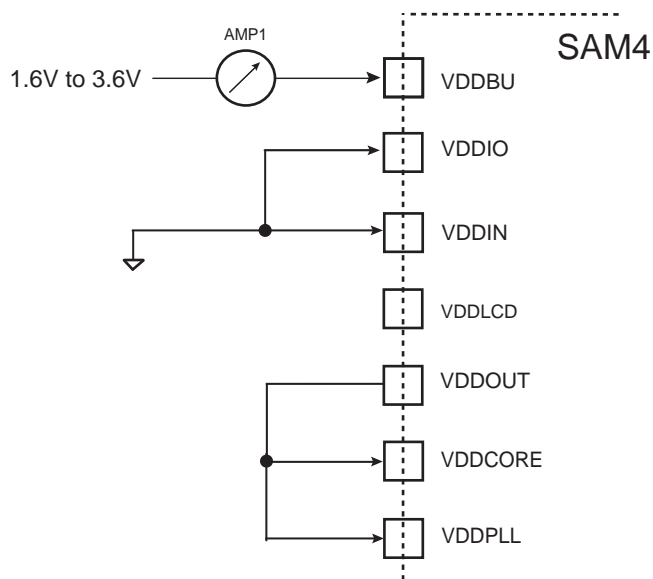 SAM4
AMP1
1.6V to 3.6V
VDDBU
VDDIO
VDDIN
VDDLCD
VDDOUT
VDDCORE
VDDPLL